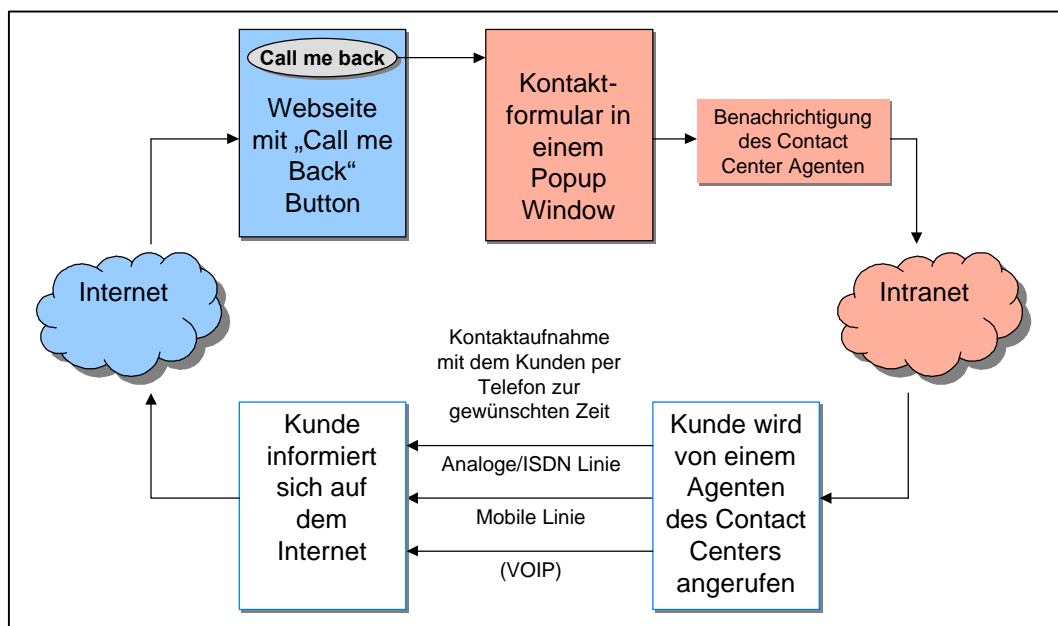 Call me back
Webseite
mit „Call me
Back“
Button
Kontakt-
formular in
einem
Popup
Window
Benachrichtigung
des Contact
Center Agenten
Internet
Intranet
Kontaktaufnahme
mit dem Kunden per
Telefon zur
gewünschten Zeit
Kunde
informiert
sich auf
dem
Internet
Analoge/ISDN Linie
Mobile Linie
(VOIP)
Kunde wird
von einem
Agenten
des Contact
Centers
angerufen